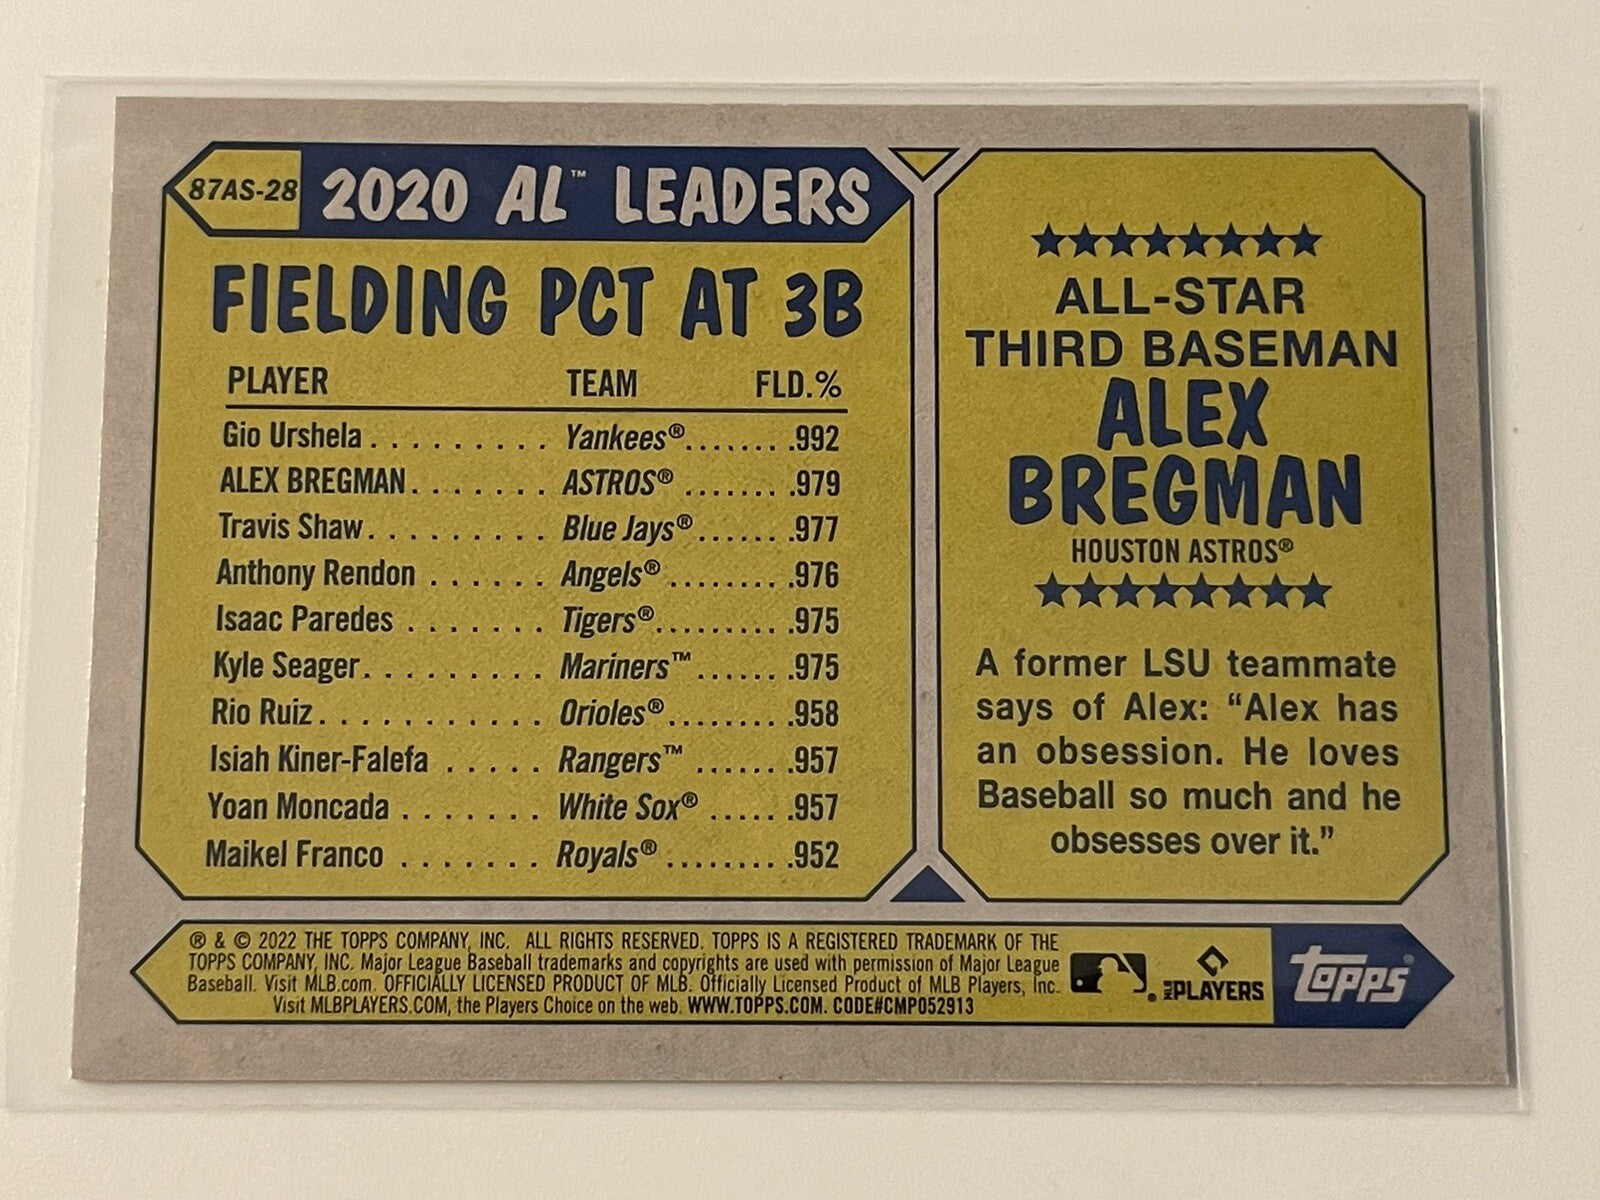 87AS-28 2020 AL™ LEADERS
FIELDING PCT AT 3B
PLAYER TEAM FLD.%
Gio Urshela . . . . . . . . . Yankees® . . . . . . . .992
ALEX BREGMAN . . . . . . . ASTROS® . . . . . . . .979
Travis Shaw . . . . . . . . . Blue Jays® . . . . . . .977
Anthony Rendon . . . . . . Angels® . . . . . . . . .976
Isaac Paredes . . . . . . . Tigers® . . . . . . . . . .975
Kyle Seager . . . . . . . . . Mariners™ . . . . . . .975
Rio Ruiz . . . . . . . . . . . Orioles® . . . . . . . . .958
Isiah Kiner-Falefa . . . . . Rangers™ . . . . . . .957
Yoan Moncada . . . . . . . White Sox® . . . . . .957
Maikel Franco . . . . . . . Royals® . . . . . . . . .952
ALL-STAR
THIRD BASEMAN
ALEX
BREGMAN
HOUSTON ASTROS®
A former LSU teammate
says of Alex: “Alex has
an obsession. He loves
Baseball so much and he
obsesses over it.”
® & © 2022 THE TOPPS COMPANY, INC. ALL RIGHTS RESERVED. TOPPS IS A REGISTERED TRADEMARK OF THE
TOPPS COMPANY, INC. Major League Baseball trademarks and copyrights are used with permission of Major League
Baseball. Visit MLB.com. OFFICIALLY LICENSED PRODUCT OF MLB. Officially Licensed Product of MLB Players, Inc.
Visit MLBPLAYERS.COM, the Players Choice on the web. WWW.TOPPS.COM. CODE#CMP052913
MLB PLAYERS
topps®